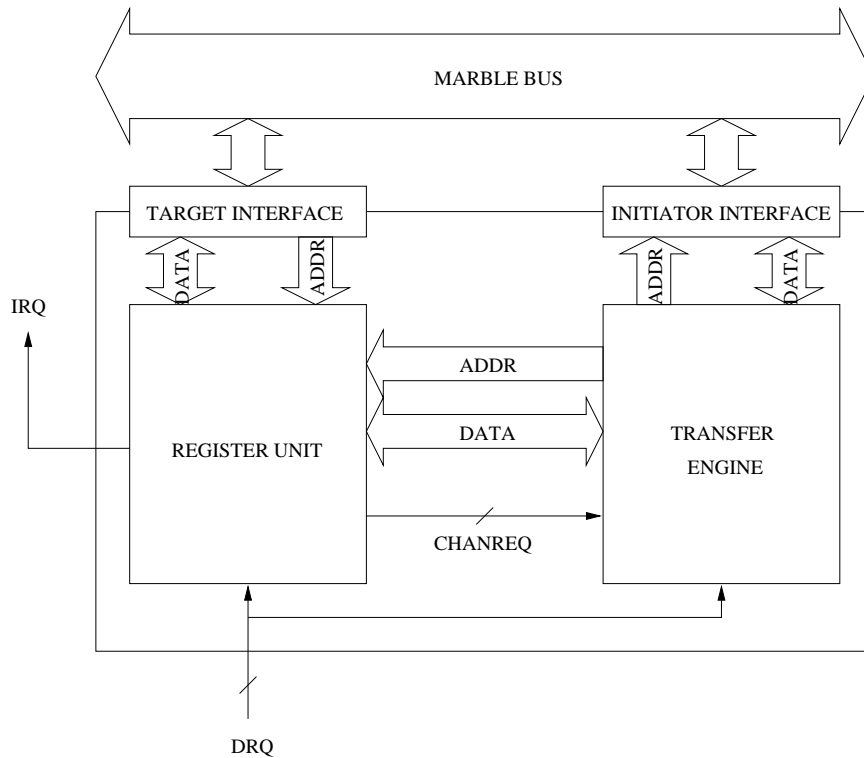 MARBLE BUS
TARGET INTERFACE
INITIATOR INTERFACE
DATA
ADDR
ADDR
DATA
IRQ
ADDR
DATA
REGISTER UNIT
TRANSFER
ENGINE
CHANREQ
DRQ